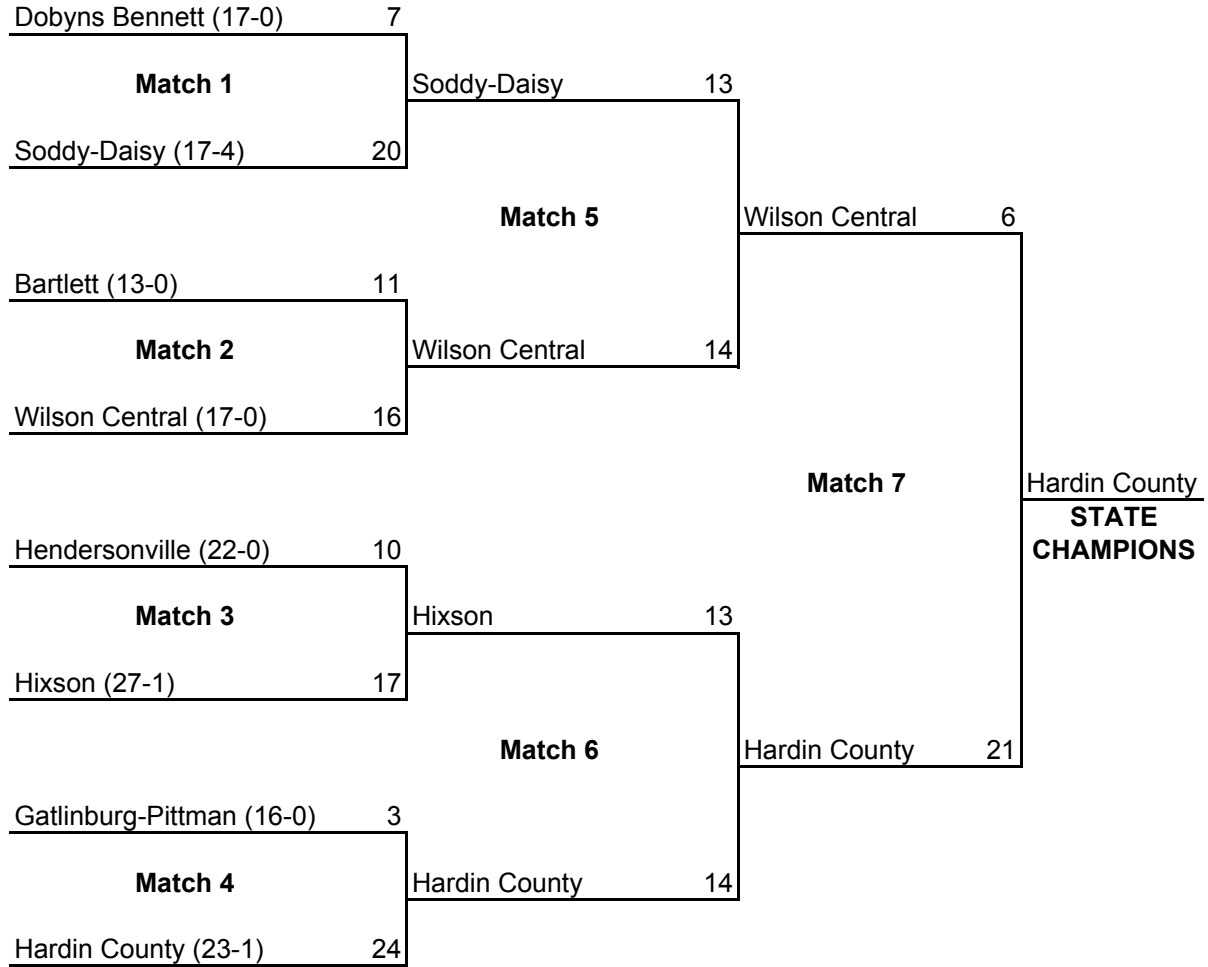 Dobyns Bennett (17-0) 7
Match 1
Soddy-Daisy 13
Soddy-Daisy (17-4) 20
Match 5
Wilson Central 6
Bartlett (13-0) 11
Match 2
Wilson Central 14
Wilson Central (17-0) 16
Match 7
Hardin County
STATE
CHAMPIONS
Hendersonville (22-0) 10
Match 3
Hixson 13
Hixson (27-1) 17
Match 6
Hardin County 21
Gatlinburg-Pittman (16-0) 3
Match 4
Hardin County 14
Hardin County (23-1) 24